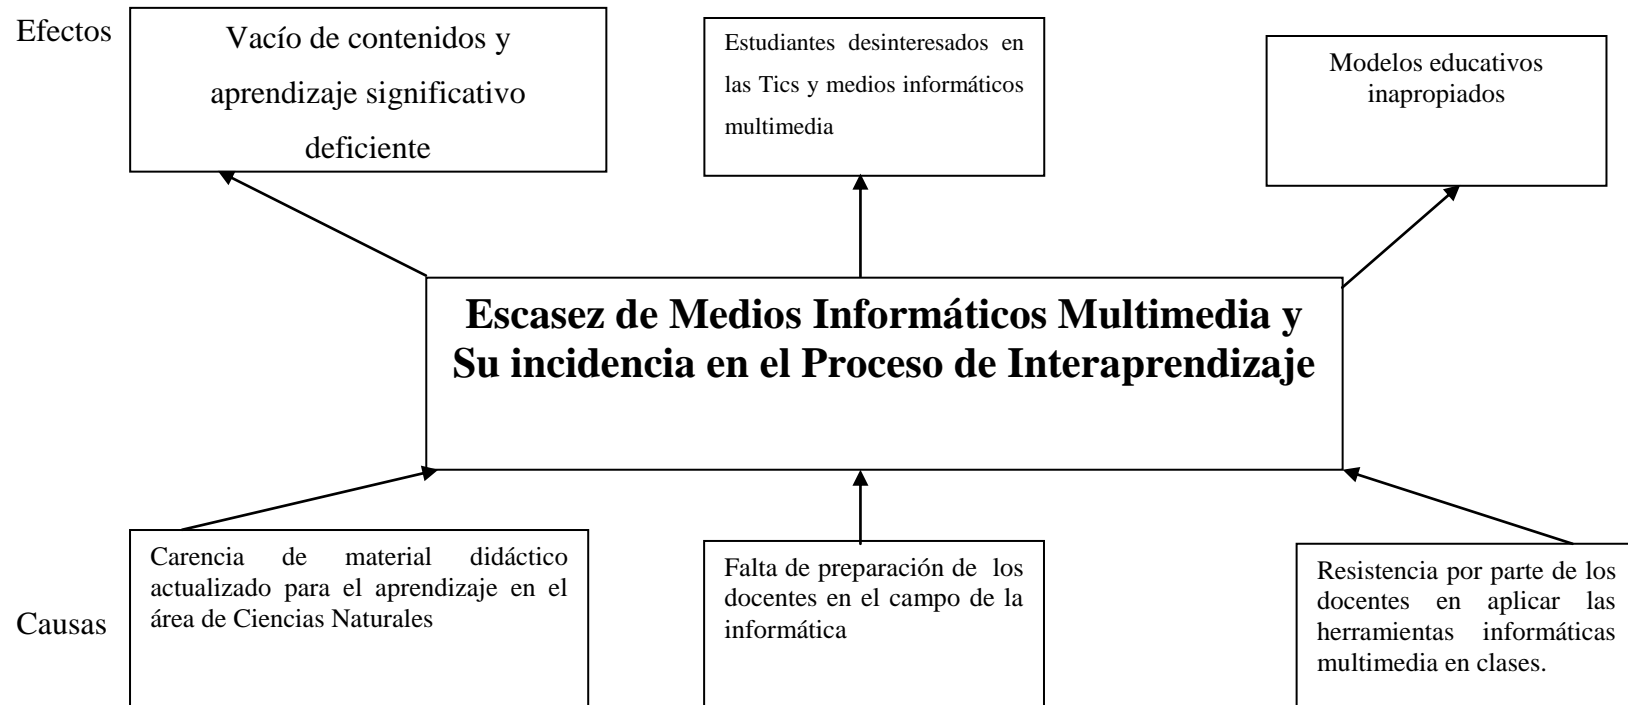 Efectos
Vacío de contenidos y
aprendizaje significativo
deficiente
Estudiantes desinteresados en
las Tics y medios informáticos
multimedia
Modelos educativos
inapropiados
Escasez de Medios Informáticos Multimedia y
Su incidencia en el Proceso de Interaprendizaje
Causas
Carencia de material didáctico
actualizado para el aprendizaje en el
área de Ciencias Naturales
Falta de preparación de los
docentes en el campo de la
informática
Resistencia por parte de los
docentes en aplicar las
herramientas informáticas
multimedia en clases.